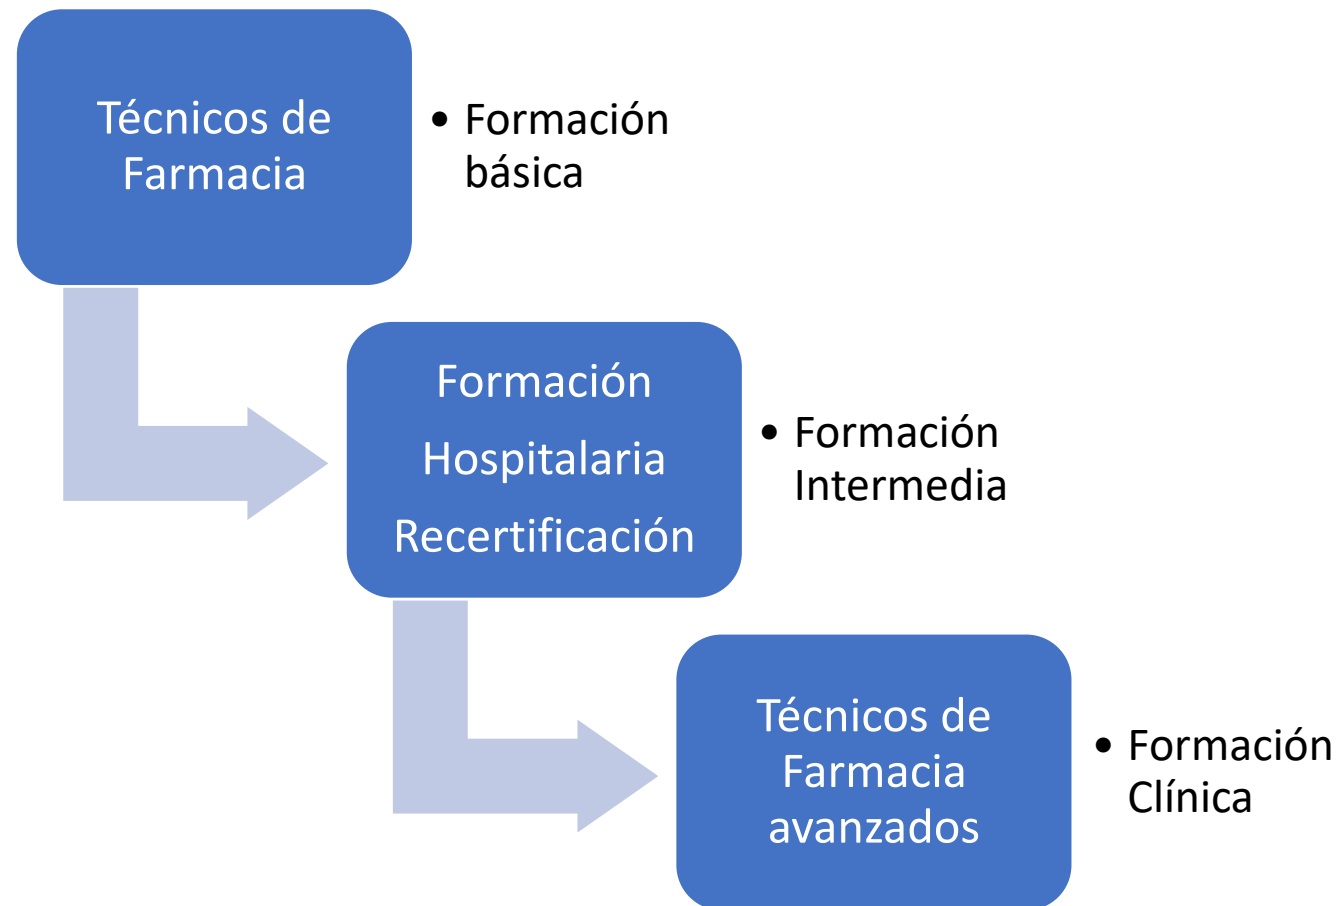 Técnicos de
Farmacia
• Formación
básica
Formación
Hospitalaria
Recertificación
• Formación
Intermedia
Técnicos de
Farmacia
avanzados
• Formación
Clínica